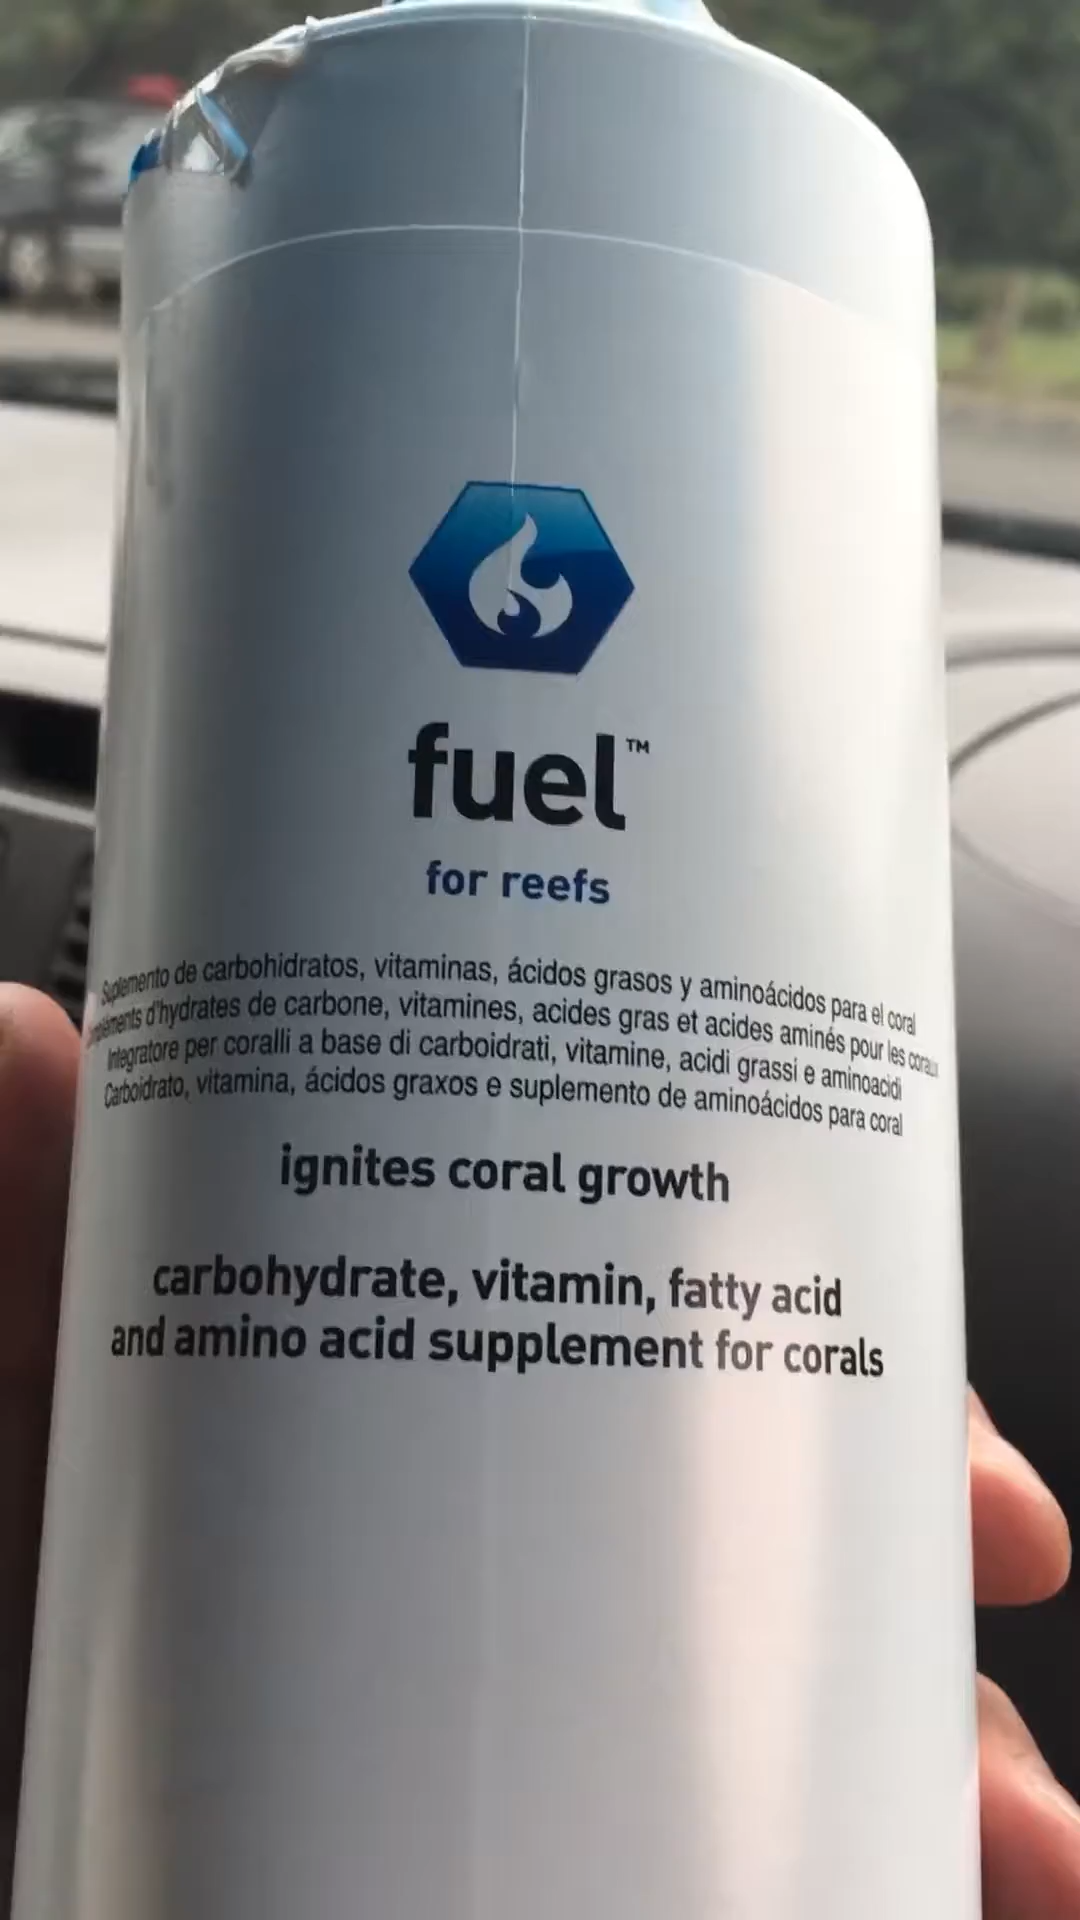 fuel™
for reefs
Suplemento de carbohidratos, vitaminas, ácidos grasos y aminoácidos para el coral
d'hydrates de carbone, vitamines, acides gras et acides aminés pour les coraux
Integratore per coralli a base di carboidrati, vitamine, acidi grassi e aminoacidi
Carboidrato, vitamina, ácidos graxos e suplemento de aminoácidos para coral
ignites coral growth
carbohydrate, vitamin, fatty acid
and amino acid supplement for corals